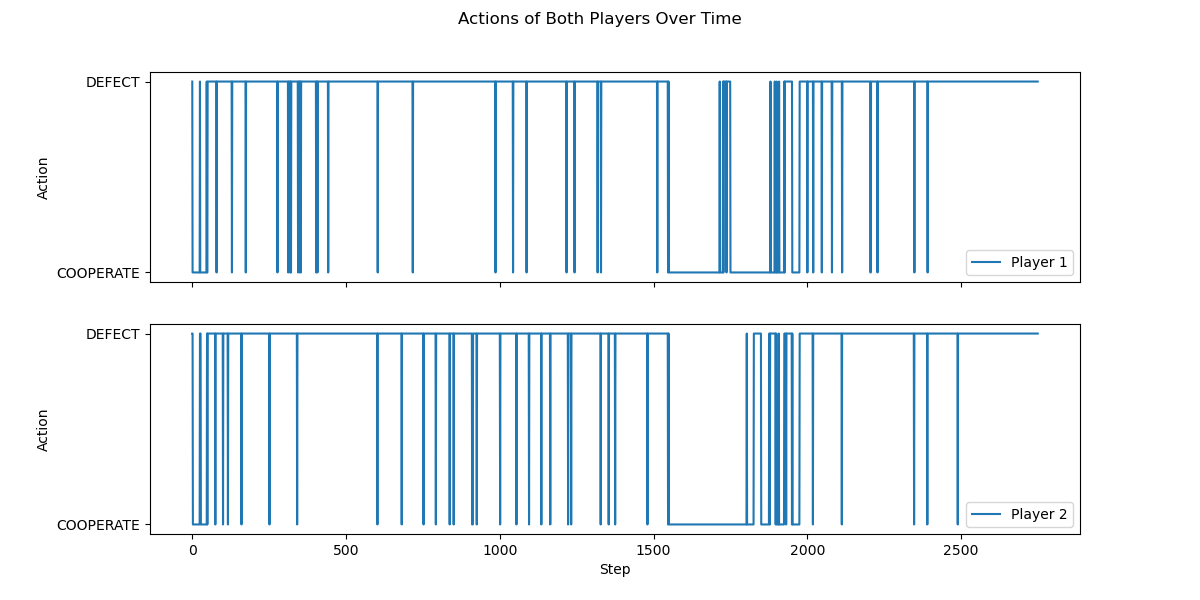 Actions of Both Players Over Time
DEFECT
Action
COOPERATE
Player 1
DEFECT
Action
COOPERATE
Player 2
0 500 1000 1500 2000 2500
Step